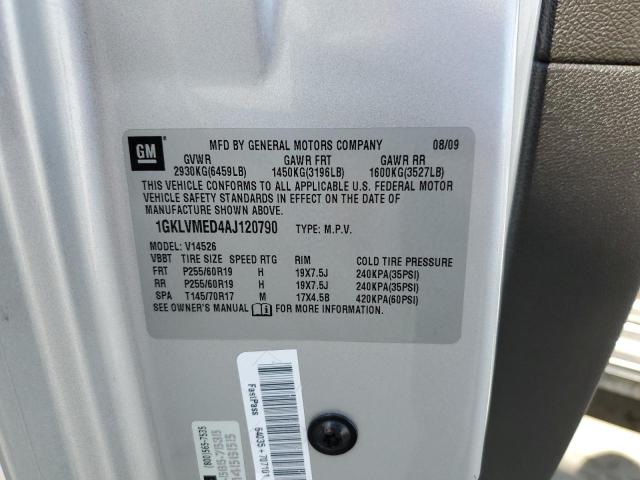 GM
MFD BY GENERAL MOTORS COMPANY 08/09
GVWR GAWR FRT GAWR RR
2930KG(6459LB) 1450KG(3196LB) 1600KG(3527LB)
THIS VEHICLE CONFORMS TO ALL APPLICABLE U.S. FEDERAL MOTOR
VEHICLE SAFETY STANDARDS IN EFFECT ON THE DATE OF
MANUFACTURE SHOWN ABOVE.
1GKLVMED4AJ120790 TYPE: M.P.V.
MODEL: V14526
VBBT TIRE SIZE SPEED RTG RIM COLD TIRE PRESSURE
FRT P255/60R19 H 19X7.5J 240KPA(35PSI)
RR P255/60R19 H 19X7.5J 240KPA(35PSI)
SPA T145/70R17 M 17X4.5B 420KPA(60PSI)
SEE OWNER'S MANUAL FOR MORE INFORMATION.
FastPass
(800)565-7535